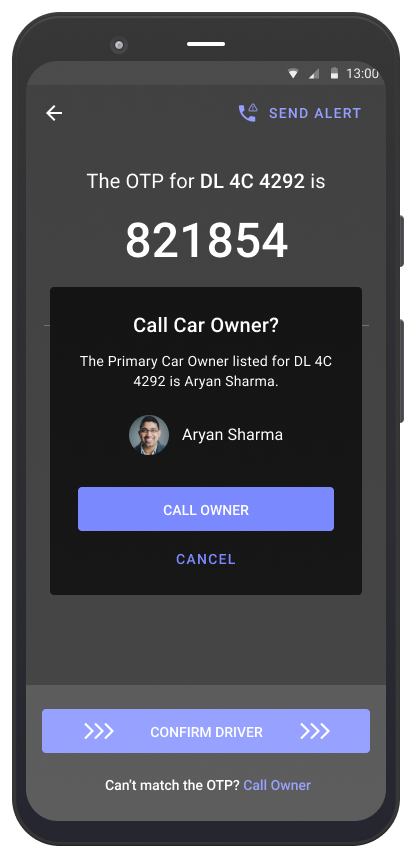 13:00
SEND ALERT
The OTP for DL 4C 4292 is
821854
Call Car Owner?
The Primary Car Owner listed for DL 4C
4292 is Aryan Sharma.
Aryan Sharma
CALL OWNER
CANCEL
CONFIRM DRIVER
Can't match the OTP? Call Owner